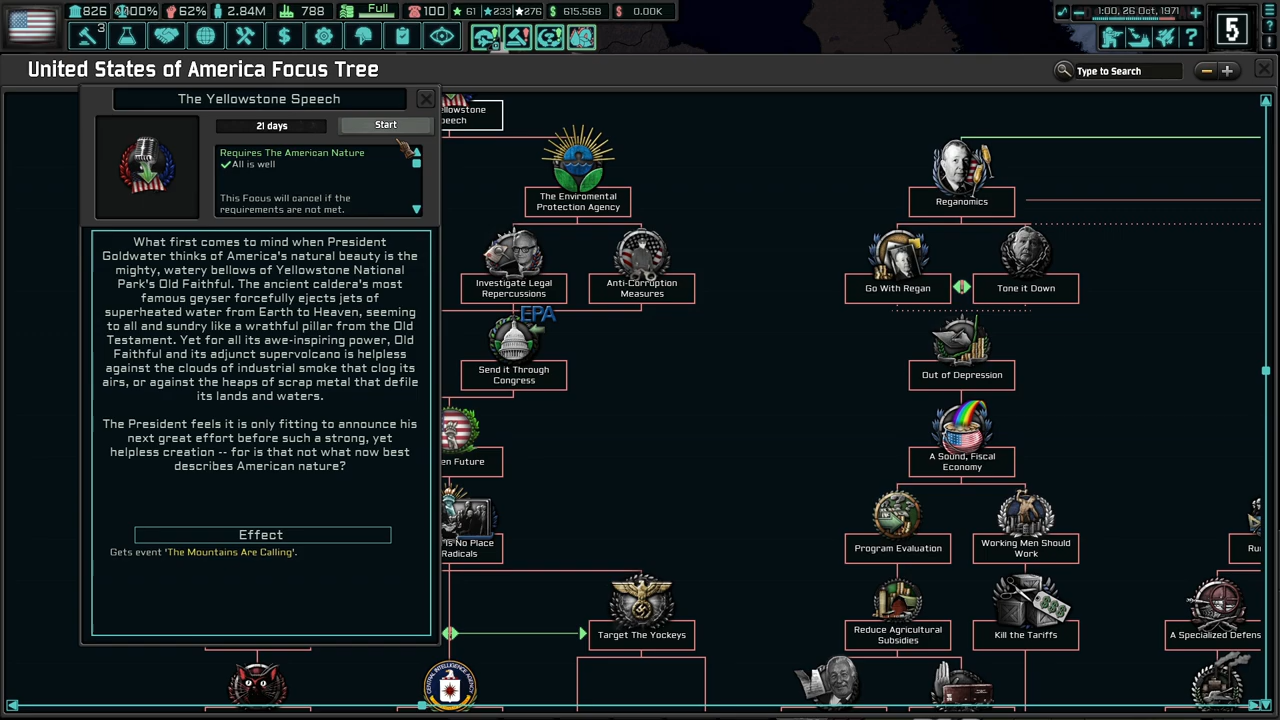 826 400% 62% 2.84M 788 Full 100 61 233 276 615.56B 0.00K 1:00, 26 Oct, 1971
3
5
United States of America Focus Tree
Type to Search
The Yellowstone Speech
21 days
Start
Requires The American Nature
All is well
This Focus will cancel if the
requirements are not met.
What first comes to mind when President
Goldwater thinks of America's natural beauty is the
mighty, watery bellows of Yellowstone National
Park's Old Faithful. The ancient caldera's most
famous geyser forcefully ejects jets of
superheated water from Earth to Heaven, seeming
to all and sundry like a wrathful pillar from the Old
Testament. Yet for all its awe-inspiring power, Old
Faithful and its adjunct supervolcano is helpless
against the clouds of industrial smoke that clog its
airs, or against the heaps of scrap metal that defile
its lands and waters.
The President feels it is only fitting to announce his
next great effort before such a strong, yet
helpless creation -- for is that not what now best
describes American nature?
Effect
Gets event 'The Mountains Are Calling'.
ellowstone
eech
The Enviromental
Protection Agency
Reganomics
Investigate Legal
Repercussions
Anti-Corruption
Measures
Go With Regan
Tone it Down
EPA
Send it Through
Congress
Out of Depression
en Future
A Sound, Fiscal
Economy
is No Place
Radicals
Program Evaluation
Working Men Should
Work
Ru
Target The Yockeys
Reduce Agricultural
Subsidies
Kill the Tariffs
A Specialized Defens